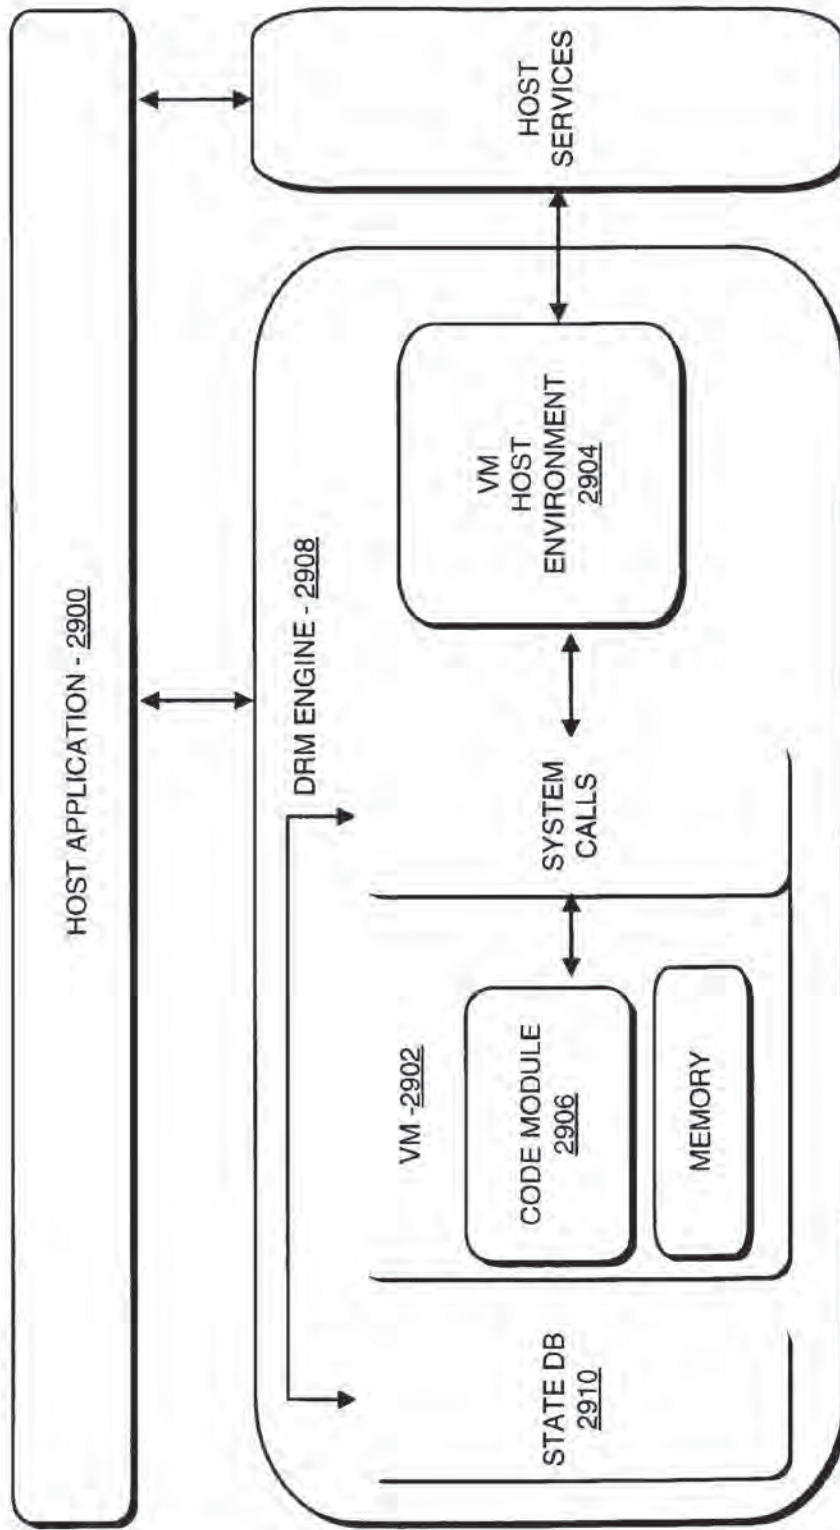 HOST APPLICATION - 2900
DRM ENGINE - 2908
STATE DB
2910
VM -2902
CODE MODULE
2906
MEMORY
SYSTEM
CALLS
VM
HOST
ENVIRONMENT
2904
HOST
SERVICES